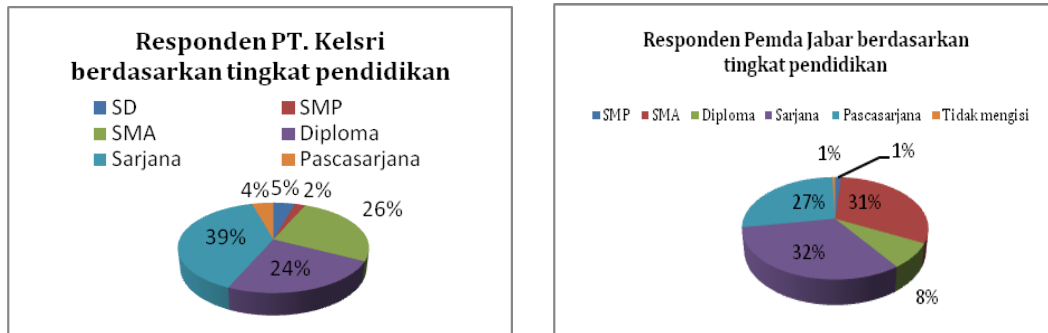 Responden PT. Kelsri
berdasarkan tingkat pendidikan
SD
SMP
SMA
Diploma
Sarjana
Pascasarjana
4%
5%
2%
26%
39%
24%
Responden Pemda Jabar berdasarkan
tingkat pendidikan
SMP SMA Diploma Sarjana Pascasarjana Tidak mengisi
1%
1%
27%
31%
32%
8%